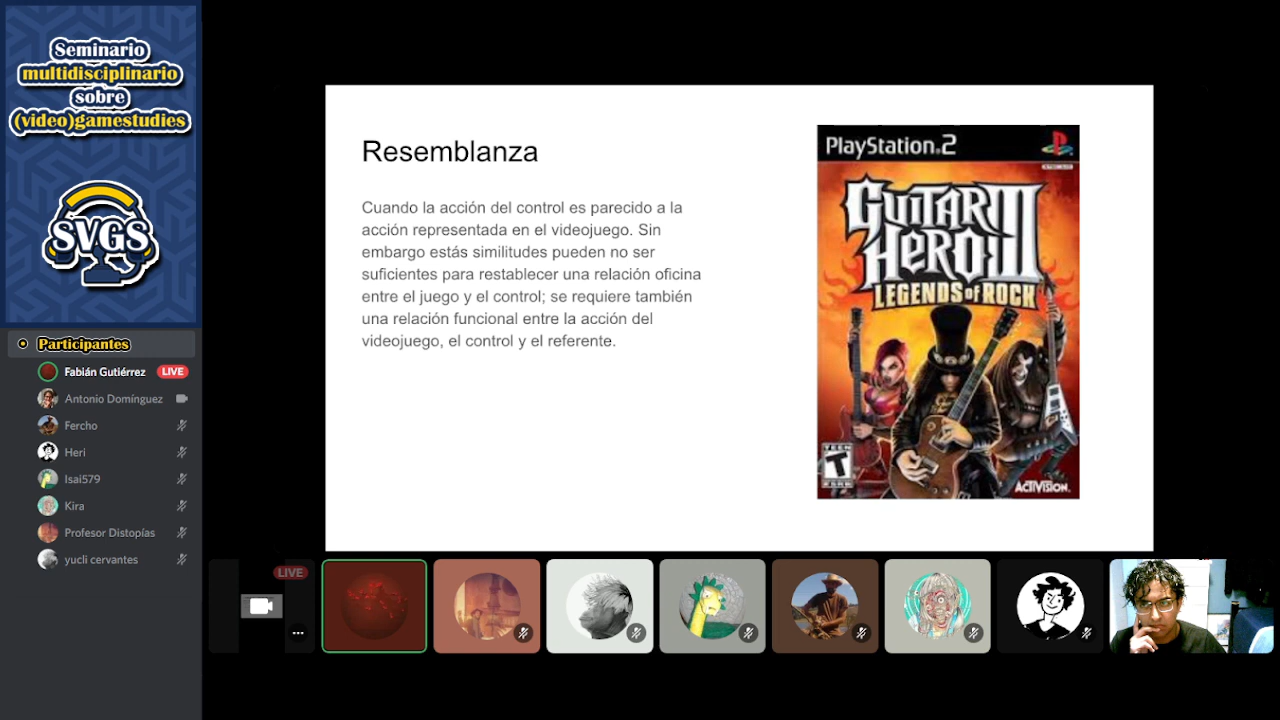 Seminario
multidisciplinario
sobre
(video)gamestudies
SVGS
Participantes
Fabián Gutiérrez LIVE
Antonio Domínguez
Fercho
Heri
Isai579
Kira
Profesor Distopías
yucli cervantes
Resemblanza
Cuando la acción del control es parecido a la
acción representada en el videojuego. Sin
embargo estás similitudes pueden no ser
suficientes para restablecer una relación oficina
entre el juego y el control; se requiere también
una relación funcional entre la acción del
videojuego, el control y el referente.
PlayStation.2
GUITAR III
HERO
LEGENDS of ROCK
TEEN
T
ACTIVISION.
LIVE